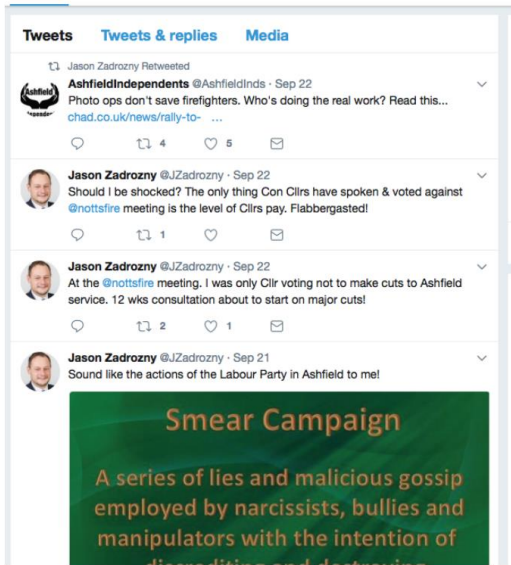 Tweets Tweets & replies Media
Jason Zadrozny Retweeted
AshfieldIndependents @AshfieldInds · Sep 22
Photo ops don't save firefighters. Who's doing the real work? Read this...
chad.co.uk/news/rally-to- ...
4 5
Ashfield
Jason Zadrozny @JZadrozny · Sep 22
Should I be shocked? The only thing Con Cllrs have spoken & voted against
@nottsfire meeting is the level of Cllrs pay. Flabbergasted!
1
Jason Zadrozny @JZadrozny · Sep 22
At the @nottsfire meeting. I was only Cllr voting not to make cuts to Ashfield
service. 12 wks consultation about to start on major cuts!
2 1
Jason Zadrozny @JZadrozny · Sep 21
Sound like the actions of the Labour Party in Ashfield to me!
Smear Campaign
A series of lies and malicious gossip
employed by narcissists, bullies and
manipulators with the intention of
discrediting and destroying